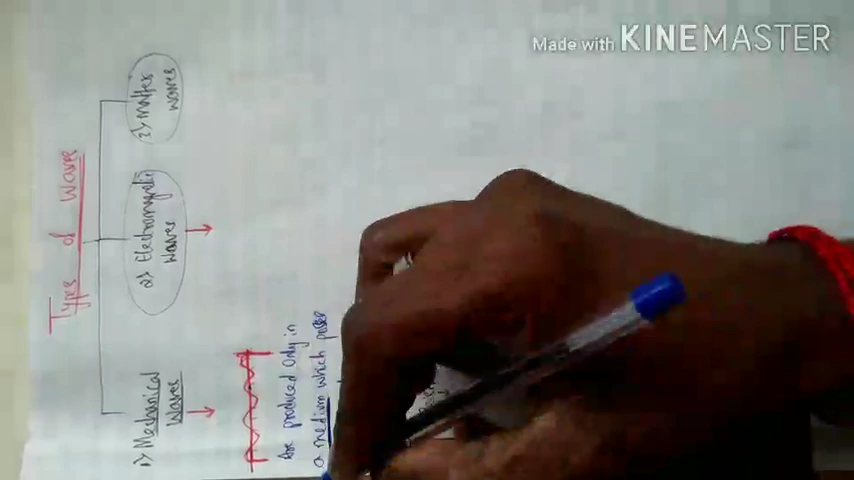 Made with KINEMASTER
Types of Waves
1) Mechanical
Waves
2) Electromagnetic
Waves
3) Matter
Waves
Are produced Only in
a medium which